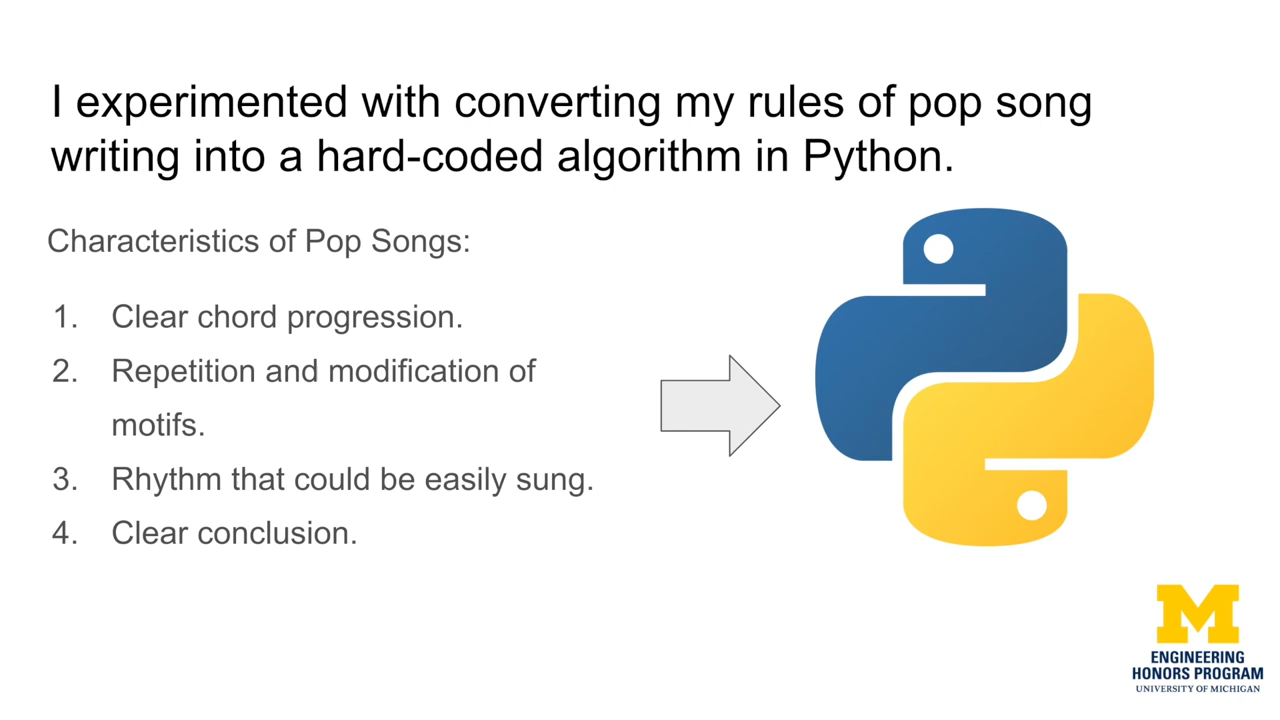 I experimented with converting my rules of pop song
writing into a hard-coded algorithm in Python.
Characteristics of Pop Songs:
1. Clear chord progression.
2. Repetition and modification of
motifs.
3. Rhythm that could be easily sung.
4. Clear conclusion.
M
ENGINEERING
HONORS PROGRAM
UNIVERSITY OF MICHIGAN